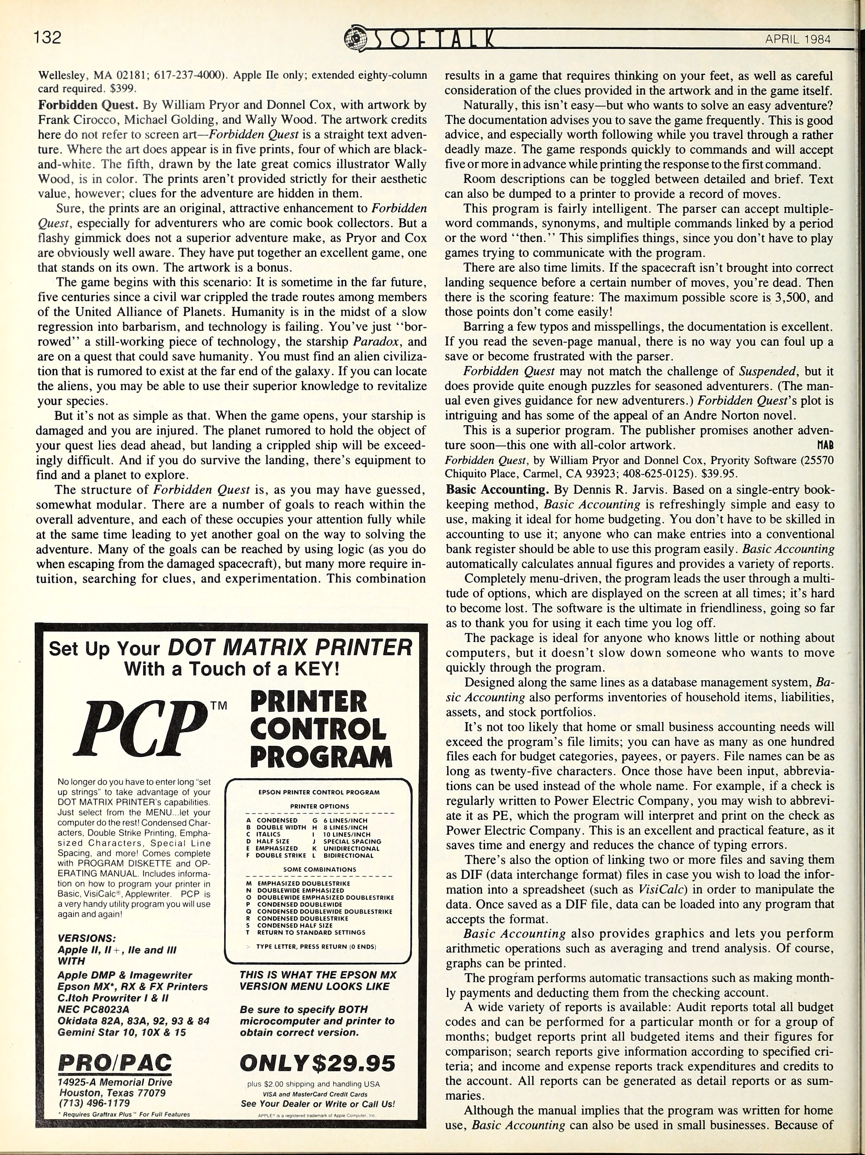 132
SOFTALK
APRIL 1984
Wellesley, MA 02181; 617-237-4000). Apple IIe only; extended eighty-column
card required. $399.
Forbidden Quest. By William Pryor and Donnel Cox, with artwork by
Frank Cirocco, Michael Golding, and Wally Wood. The artwork credits
here do not refer to screen art—Forbidden Quest is a straight text adven-
ture. Where the art does appear is in five prints, four of which are black-
and-white. The fifth, drawn by the late great comics illustrator Wally
Wood, is in color. The prints aren't provided strictly for their aesthetic
value, however; clues for the adventure are hidden in them.
Sure, the prints are an original, attractive enhancement to Forbidden
Quest, especially for adventurers who are comic book collectors. But a
flashy gimmick does not a superior adventure make, as Pryor and Cox
are obviously well aware. They have put together an excellent game, one
that stands on its own. The artwork is a bonus.
The game begins with this scenario: It is sometime in the far future,
five centuries since a civil war crippled the trade routes among members
of the United Alliance of Planets. Humanity is in the midst of a slow
regression into barbarism, and technology is failing. You've just "bor-
rowed" a still-working piece of technology, the starship Paradox, and
are on a quest that could save humanity. You must find an alien civiliza-
tion that is rumored to exist at the far end of the galaxy. If you can locate
the aliens, you may be able to use their superior knowledge to revitalize
your species.
But it's not as simple as that. When the game opens, your starship is
damaged and you are injured. The planet rumored to hold the object of
your quest lies dead ahead, but landing a crippled ship will be exceed-
ingly difficult. And if you do survive the landing, there's equipment to
find and a planet to explore.
The structure of Forbidden Quest is, as you may have guessed,
somewhat modular. There are a number of goals to reach within the
overall adventure, and each of these occupies your attention fully while
at the same time leading to yet another goal on the way to solving the
adventure. Many of the goals can be reached by using logic (as you do
when escaping from the damaged spacecraft), but many more require in-
tuition, searching for clues, and experimentation. This combination
Set Up Your DOT MATRIX PRINTER
With a Touch of a KEY!
PCP™
PRINTER
CONTROL
PROGRAM
No longer do you have to enter long "set
up strings" to take advantage of your
DOT MATRIX PRINTER's capabilities.
Just select from the MENU...let your
computer do the rest! Condensed Char-
acters, Double Strike Printing, Empha-
sized Characters, Special Line
Spacing, and more! Comes complete
with PROGRAM DISKETTE and OP-
ERATING MANUAL. Includes informa-
tion on how to program your printer in
Basic, VisiCalc®, Applewriter. PCP is
a very handy utility program you will use
again and again!
VERSIONS:
Apple II, II+, IIe and III
WITH
Apple DMP & Imagewriter
Epson MX*, RX & FX Printers
C.Itoh Prowriter I & II
NEC PC8023A
Okidata 82A, 83A, 92, 93 & 84
Gemini Star 10, 10X & 15
PRO/PAC
14925-A Memorial Drive
Houston, Texas 77079
(713) 496-1179
* Requires Graftrax Plus™ For Full Features
EPSON PRINTER CONTROL PROGRAM
PRINTER OPTIONS
A CONDENSED G 6 LINES/INCH
B DOUBLE WIDTH H 8 LINES/INCH
C ITALICS I 10 LINES/INCH
D HALF SIZE J SPECIAL SPACING
E EMPHASIZED K UNIDIRECTIONAL
F DOUBLE STRIKE L BIDIRECTIONAL
SOME COMBINATIONS
M EMPHASIZED DOUBLESTRIKE
N DOUBLEWIDE EMPHASIZED
O DOUBLEWIDE EMPHASIZED DOUBLESTRIKE
P CONDENSED DOUBLEWIDE
Q CONDENSED DOUBLEWIDE DOUBLESTRIKE
R CONDENSED DOUBLESTRIKE
S CONDENSED HALF SIZE
T RETURN TO STANDARD SETTINGS
> TYPE LETTER, PRESS RETURN (0 ENDS)
THIS IS WHAT THE EPSON MX
VERSION MENU LOOKS LIKE
Be sure to specify BOTH
microcomputer and printer to
obtain correct version.
ONLY $29.95
plus $2.00 shipping and handling USA
VISA and MasterCard Credit Cards
See Your Dealer or Write or Call Us!
APPLE® is a registered trademark of Apple Computer, Inc.
results in a game that requires thinking on your feet, as well as careful
consideration of the clues provided in the artwork and in the game itself.
Naturally, this isn't easy—but who wants to solve an easy adventure?
The documentation advises you to save the game frequently. This is good
advice, and especially worth following while you travel through a rather
deadly maze. The game responds quickly to commands and will accept
five or more in advance while printing the response to the first command.
Room descriptions can be toggled between detailed and brief. Text
can also be dumped to a printer to provide a record of moves.
This program is fairly intelligent. The parser can accept multiple-
word commands, synonyms, and multiple commands linked by a period
or the word "then." This simplifies things, since you don't have to play
games trying to communicate with the program.
There are also time limits. If the spacecraft isn't brought into correct
landing sequence before a certain number of moves, you're dead. Then
there is the scoring feature: The maximum possible score is 3,500, and
those points don't come easily!
Barring a few typos and misspellings, the documentation is excellent.
If you read the seven-page manual, there is no way you can foul up a
save or become frustrated with the parser.
Forbidden Quest may not match the challenge of Suspended, but it
does provide quite enough puzzles for seasoned adventurers. (The man-
ual even gives guidance for new adventurers.) Forbidden Quest's plot is
intriguing and has some of the appeal of an Andre Norton novel.
This is a superior program. The publisher promises another adven-
ture soon—this one with all-color artwork. MAB
Forbidden Quest, by William Pryor and Donnel Cox, Pryority Software (25570
Chiquito Place, Carmel, CA 93923; 408-625-0125). $39.95.
Basic Accounting. By Dennis R. Jarvis. Based on a single-entry book-
keeping method, Basic Accounting is refreshingly simple and easy to
use, making it ideal for home budgeting. You don't have to be skilled in
accounting to use it; anyone who can make entries into a conventional
bank register should be able to use this program easily. Basic Accounting
automatically calculates annual figures and provides a variety of reports.
Completely menu-driven, the program leads the user through a multi-
tude of options, which are displayed on the screen at all times; it's hard
to become lost. The software is the ultimate in friendliness, going so far
as to thank you for using it each time you log off.
The package is ideal for anyone who knows little or nothing about
computers, but it doesn't slow down someone who wants to move
quickly through the program.
Designed along the same lines as a database management system, Ba-
sic Accounting also performs inventories of household items, liabilities,
assets, and stock portfolios.
It's not too likely that home or small business accounting needs will
exceed the program's file limits; you can have as many as one hundred
files each for budget categories, payees, or payers. File names can be as
long as twenty-five characters. Once those have been input, abbrevia-
tions can be used instead of the whole name. For example, if a check is
regularly written to Power Electric Company, you may wish to abbrevi-
ate it as PE, which the program will interpret and print on the check as
Power Electric Company. This is an excellent and practical feature, as it
saves time and energy and reduces the chance of typing errors.
There's also the option of linking two or more files and saving them
as DIF (data interchange format) files in case you wish to load the infor-
mation into a spreadsheet (such as VisiCalc) in order to manipulate the
data. Once saved as a DIF file, data can be loaded into any program that
accepts the format.
Basic Accounting also provides graphics and lets you perform
arithmetic operations such as averaging and trend analysis. Of course,
graphs can be printed.
The program performs automatic transactions such as making month-
ly payments and deducting them from the checking account.
A wide variety of reports is available: Audit reports total all budget
codes and can be performed for a particular month or for a group of
months; budget reports print all budgeted items and their figures for
comparison; search reports give information according to specified cri-
teria; and income and expense reports track expenditures and credits to
the account. All reports can be generated as detail reports or as sum-
maries.
Although the manual implies that the program was written for home
use, Basic Accounting can also be used in small businesses. Because of